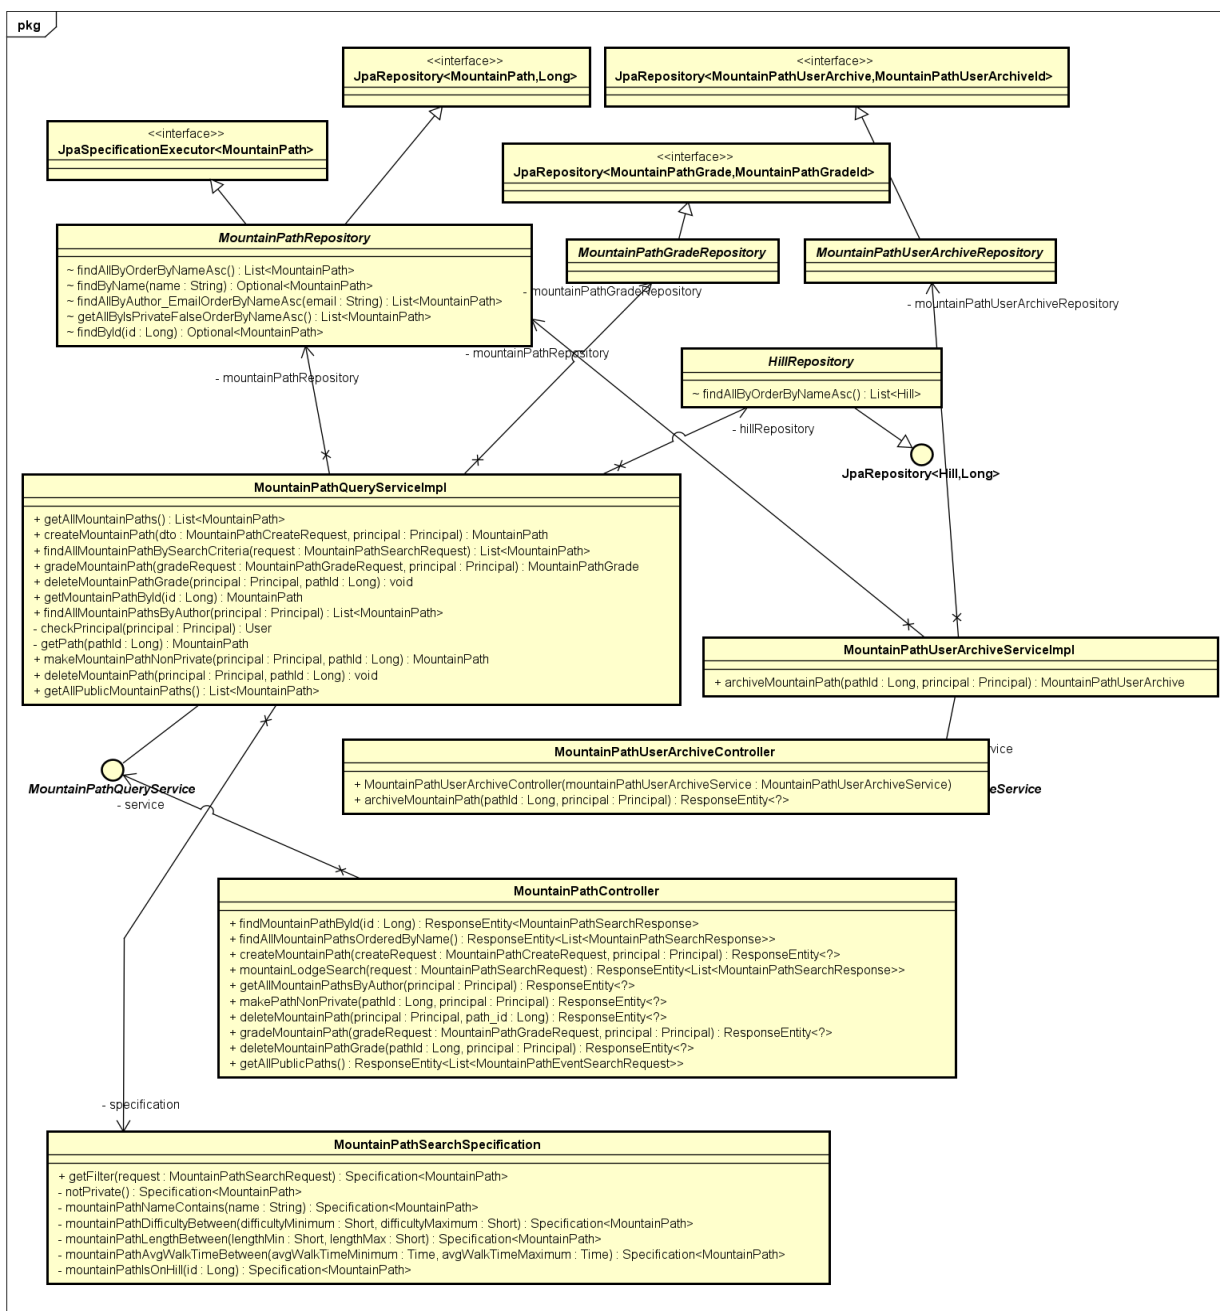 pkg
<<interface>>
JpaRepository<MountainPath,Long>
<<interface>>
JpaRepository<MountainPathUserArchive,MountainPathUserArchiveId>
<<interface>>
JpaSpecificationExecutor<MountainPath>
<<interface>>
JpaRepository<MountainPathGrade,MountainPathGradeId>
MountainPathRepository
~ findAllByOrderByNameAsc() : List<MountainPath>
~ findByName(name : String) : Optional<MountainPath>
~ findAllByAuthor_EmailOrderByNameAsc(email : String) : List<MountainPath>
~ getAllByIsPrivateFalseOrderByNameAsc() : List<MountainPath>
~ findById(id : Long) : Optional<MountainPath>
MountainPathGradeRepository
MountainPathUserArchiveRepository
- mountainPathGradeRepository
- mountainPathUserArchiveRepository
- mountainPathRepository
- mountainPathRepository
HillRepository
~ findAllByOrderByNameAsc() : List<Hill>
- hillRepository
JpaRepository<Hill,Long>
MountainPathQueryServiceImpl
+ getAllMountainPaths() : List<MountainPath>
+ createMountainPath(dto : MountainPathCreateRequest, principal : Principal) : MountainPath
+ findAllMountainPathBySearchCriteria(request : MountainPathSearchRequest) : List<MountainPath>
+ gradeMountainPath(gradeRequest : MountainPathGradeRequest, principal : Principal) : MountainPathGrade
+ deleteMountainPathGrade(principal : Principal, pathId : Long) : void
+ getMountainPathById(id : Long) : MountainPath
+ findAllMountainPathsByAuthor(principal : Principal) : List<MountainPath>
- checkPrincipal(principal : Principal) : User
- getPath(pathId : Long) : MountainPath
+ makeMountainPathNonPrivate(principal : Principal, pathId : Long) : MountainPath
+ deleteMountainPath(principal : Principal, pathId : Long) : void
+ getAllPublicMountainPaths() : List<MountainPath>
MountainPathUserArchiveServiceImpl
+ archiveMountainPath(pathId : Long, principal : Principal) : MountainPathUserArchive
MountainPathUserArchiveController
+ MountainPathUserArchiveController(mountainPathUserArchiveService : MountainPathUserArchiveService)
+ archiveMountainPath(pathId : Long, principal : Principal) : ResponseEntity<?>
vice
eService
MountainPathQueryService
- service
MountainPathController
+ findMountainPathById(id : Long) : ResponseEntity<MountainPathSearchResponse>
+ findAllMountainPathsOrderedByName() : ResponseEntity<List<MountainPathSearchResponse>>
+ createMountainPath(createRequest : MountainPathCreateRequest, principal : Principal) : ResponseEntity<?>
+ mountainLodgeSearch(request : MountainPathSearchRequest) : ResponseEntity<List<MountainPathSearchResponse>>
+ getAllMountainPathsByAuthor(principal : Principal) : ResponseEntity<?>
+ makePathNonPrivate(pathId : Long, principal : Principal) : ResponseEntity<?>
+ deleteMountainPath(principal : Principal, path_id : Long) : ResponseEntity<?>
+ gradeMountainPath(gradeRequest : MountainPathGradeRequest, principal : Principal) : ResponseEntity<?>
+ deleteMountainPathGrade(pathId : Long, principal : Principal) : ResponseEntity<?>
+ getAllPublicPaths() : ResponseEntity<List<MountainPathEventSearchRequest>>
- specification
MountainPathSearchSpecification
+ getFilter(request : MountainPathSearchRequest) : Specification<MountainPath>
- notPrivate() : Specification<MountainPath>
- mountainPathNameContains(name : String) : Specification<MountainPath>
- mountainPathDifficultyBetween(difficultyMinimum : Short, difficultyMaximum : Short) : Specification<MountainPath>
- mountainPathLengthBetween(lengthMin : Short, lengthMax : Short) : Specification<MountainPath>
- mountainPathAvgWalkTimeBetween(avgWalkTimeMinimum : Time, avgWalkTimeMaximum : Time) : Specification<MountainPath>
- mountainPathIsOnHill(id : Long) : Specification<MountainPath>